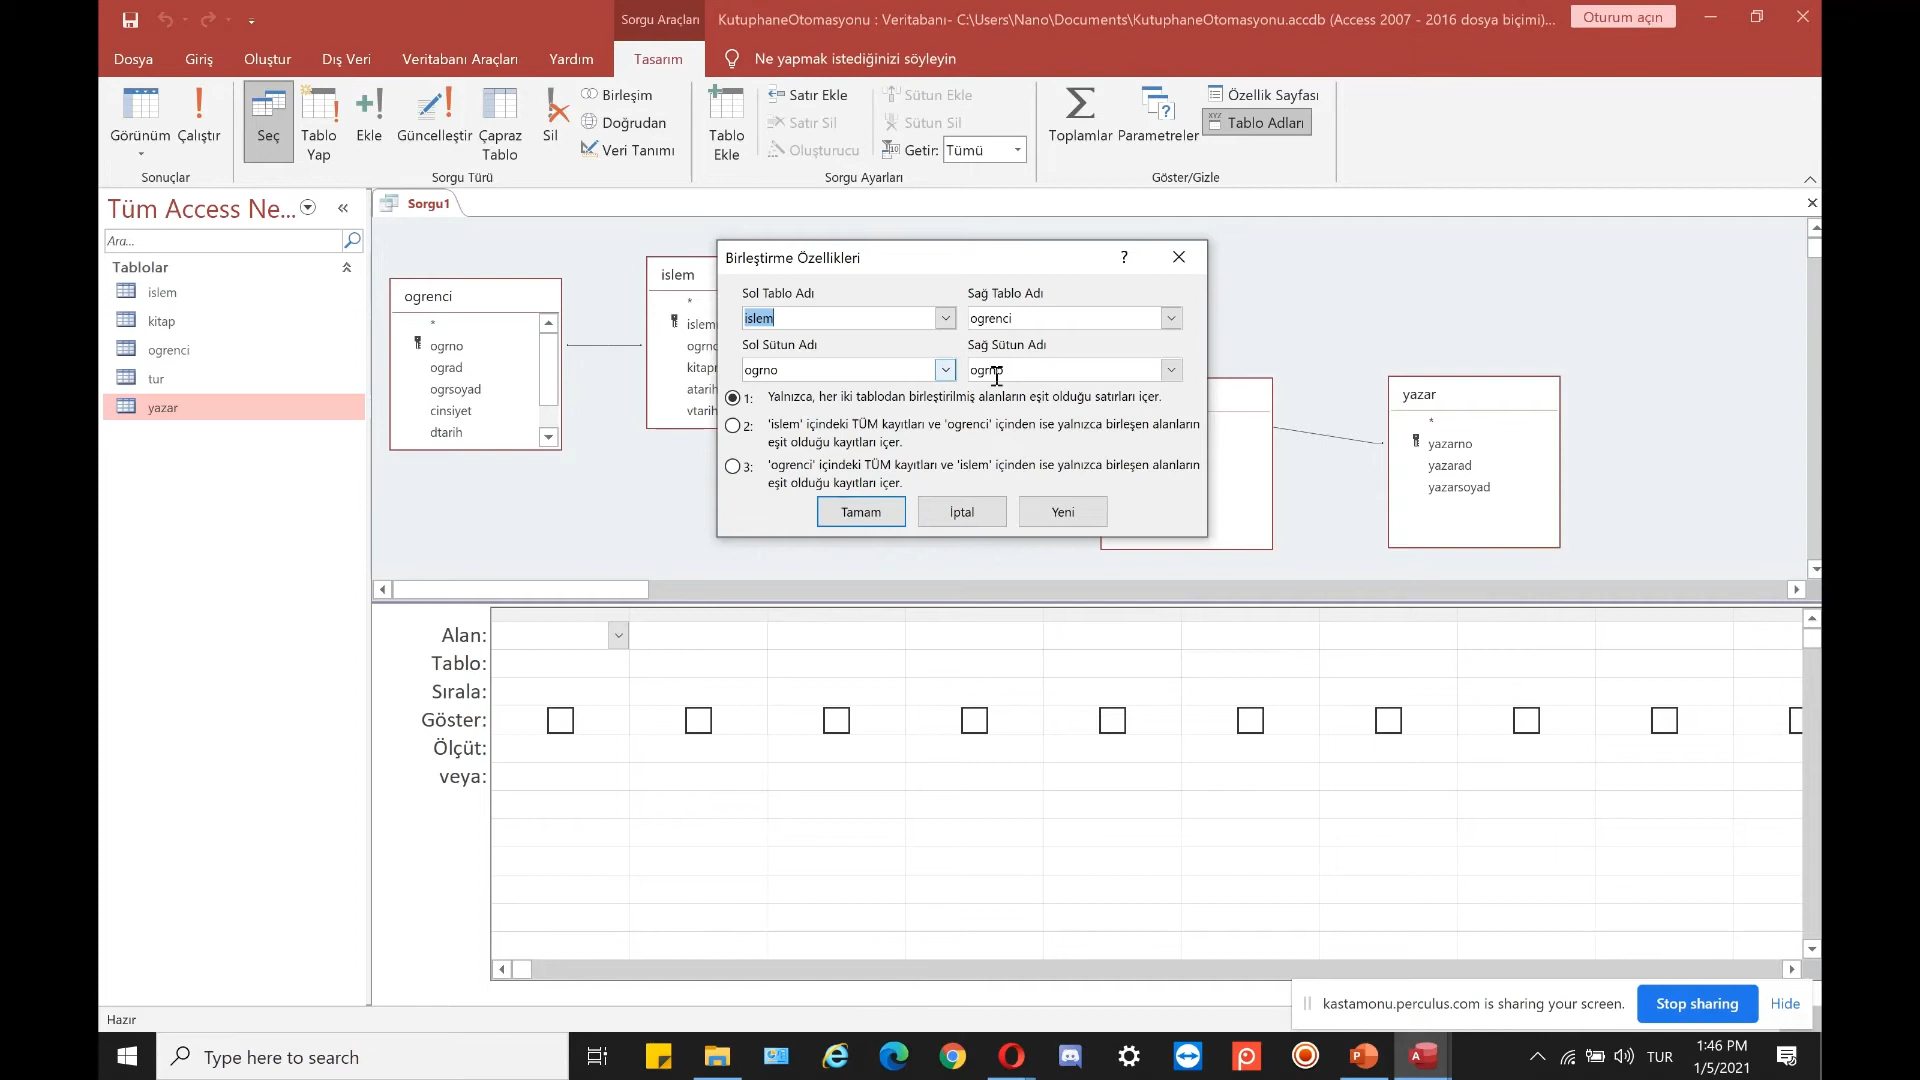 Sorgu Araçları
KutuphaneOtomasyonu : Veritabanı- C:\Users\Nano\Documents\KutuphaneOtomasyonu.accdb (Access 2007 - 2016 dosya biçimi)...
Oturum açın
Dosya
Giriş
Oluştur
Dış Veri
Veritabanı Araçları
Yardım
Tasarım
Ne yapmak istediğinizi söyleyin
Görünüm
Çalıştır
Sonuçlar
Seç
Tablo
Yap
Ekle
Güncelleştir
Çapraz
Tablo
Sil
Birleşim
Doğrudan
Veri Tanımı
Sorgu Türü
Tablo
Ekle
Satır Ekle
Satır Sil
Oluşturucu
Sütun Ekle
Sütun Sil
Getir: Tümü
Sorgu Ayarları
Toplamlar
Parametreler
Özellik Sayfası
Tablo Adları
Göster/Gizle
Tüm Access Ne...
Ara...
Tablolar
islem
kitap
ogrenci
tur
yazar
Sorgu1
ogrenci
*
ogrno
ograd
ogrsoyad
cinsiyet
dtarih
islem
*
Birleştirme Özellikleri
?
Sol Tablo Adı
Sağ Tablo Adı
islem
ogrenci
Sol Sütun Adı
Sağ Sütun Adı
ogrno
ogrno
1: Yalnızca, her iki tablodan birleştirilmiş alanların eşit olduğu satırları içer.
2: 'islem' içindeki TÜM kayıtları ve 'ogrenci' içinden ise yalnızca birleşen alanların
eşit olduğu kayıtları içer.
3: 'ogrenci' içindeki TÜM kayıtları ve 'islem' içinden ise yalnızca birleşen alanların
eşit olduğu kayıtları içer.
Tamam
İptal
Yeni
yazar
*
yazarno
yazarad
yazarsoyad
Alan:
Tablo:
Sırala:
Göster:
Ölçüt:
veya:
kastamonu.perculus.com is sharing your screen.
Stop sharing
Hide
Hazır
Type here to search
TUR
1:46 PM
1/5/2021